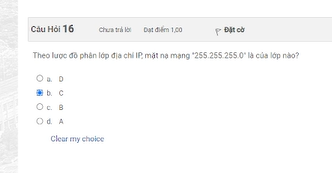 Câu Hỏi 16 Chưa trả lời Đạt điểm 1,00 Đặt cờ
Theo lược đồ phân lớp địa chỉ IP, mặt nạ mạng "255.255.255.0" là của lớp nào?
a. D
b. C
c. B
d. A
Clear my choice